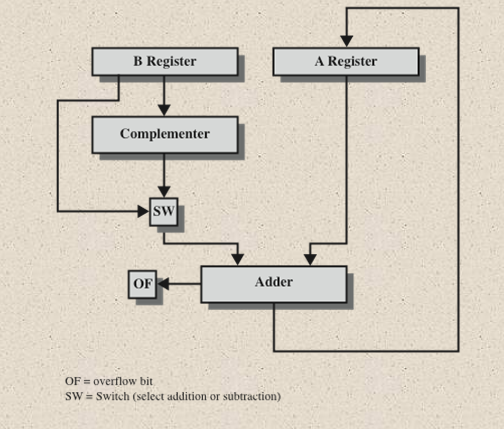 B Register
A Register
Complementer
SW
OF
Adder
OF = overflow bit
SW = Switch (select addition or subtraction)